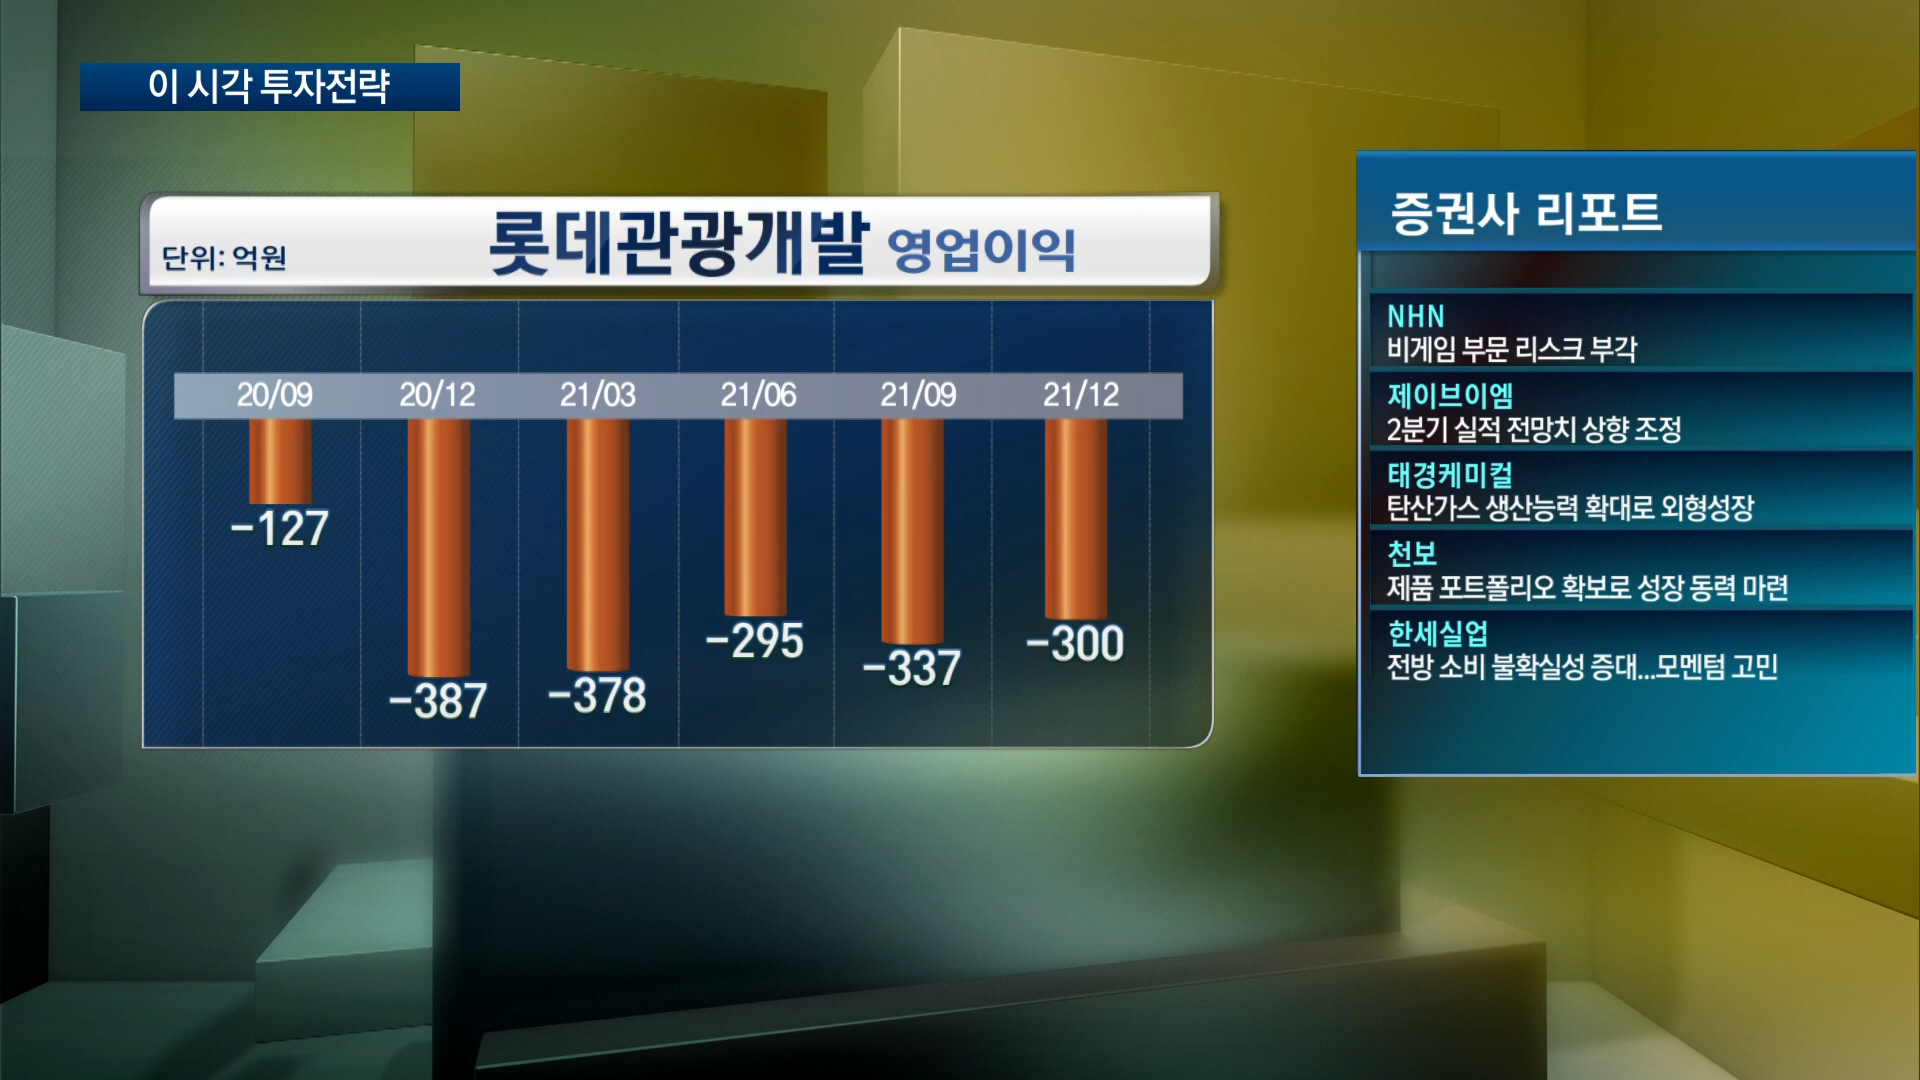 이 시각 투자전략
단위: 억원
롯데관광개발 영업이익
20/09 20/12 21/03 21/06 21/09 21/12
-127
-387
-378
-295
-337
-300
증권사 리포트
NHN
비게임 부문 리스크 부각
제이브이엠
2분기 실적 전망치 상향 조정
태경케미컬
탄산가스 생산능력 확대로 외형성장
천보
제품 포트폴리오 확보로 성장 동력 마련
한세실업
전방 소비 불확실성 증대...모멘텀 고민